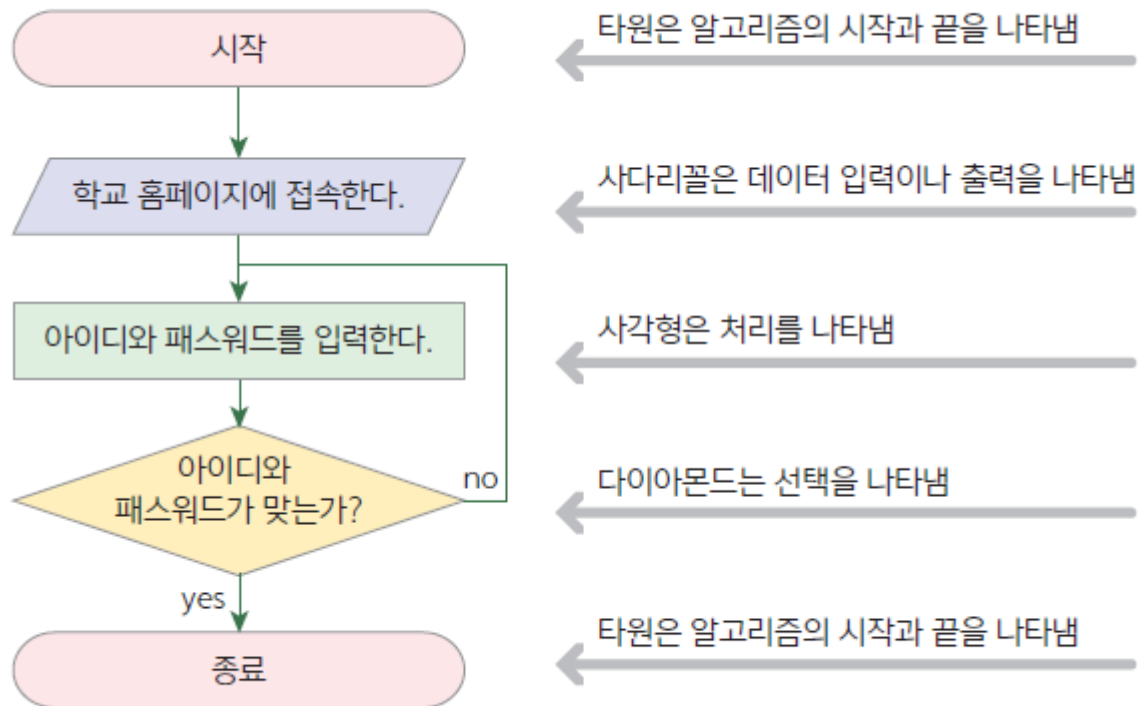 시작
타원은 알고리즘의 시작과 끝을 나타냄
학교 홈페이지에 접속한다.
사다리꼴은 데이터 입력이나 출력을 나타냄
아이디와 패스워드를 입력한다.
사각형은 처리를 나타냄
아이디와
패스워드가 맞는가?
no
다이아몬드는 선택을 나타냄
yes
종료
타원은 알고리즘의 시작과 끝을 나타냄